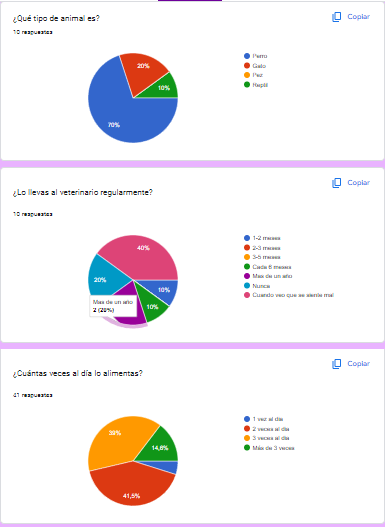 ¿Qué tipo de animal es?
Copiar
10 respuestas
Perro
Gato
Pez
Reptil
20%
10%
70%
¿Lo llevas al veterinario regularmente?
Copiar
10 respuestas
1-2 meses
2-3 meses
3-5 meses
Cada 6 meses
Mas de un año
Nunca
Cuando veo que se siente mal
40%
20%
10%
10%
Mas de un año
2 (20%)
¿Cuántas veces al día lo alimentas?
Copiar
41 respuestas
1 vez al dia
2 veces al dia
3 veces al dia
Más de 3 veces
39%
14,6%
41,5%